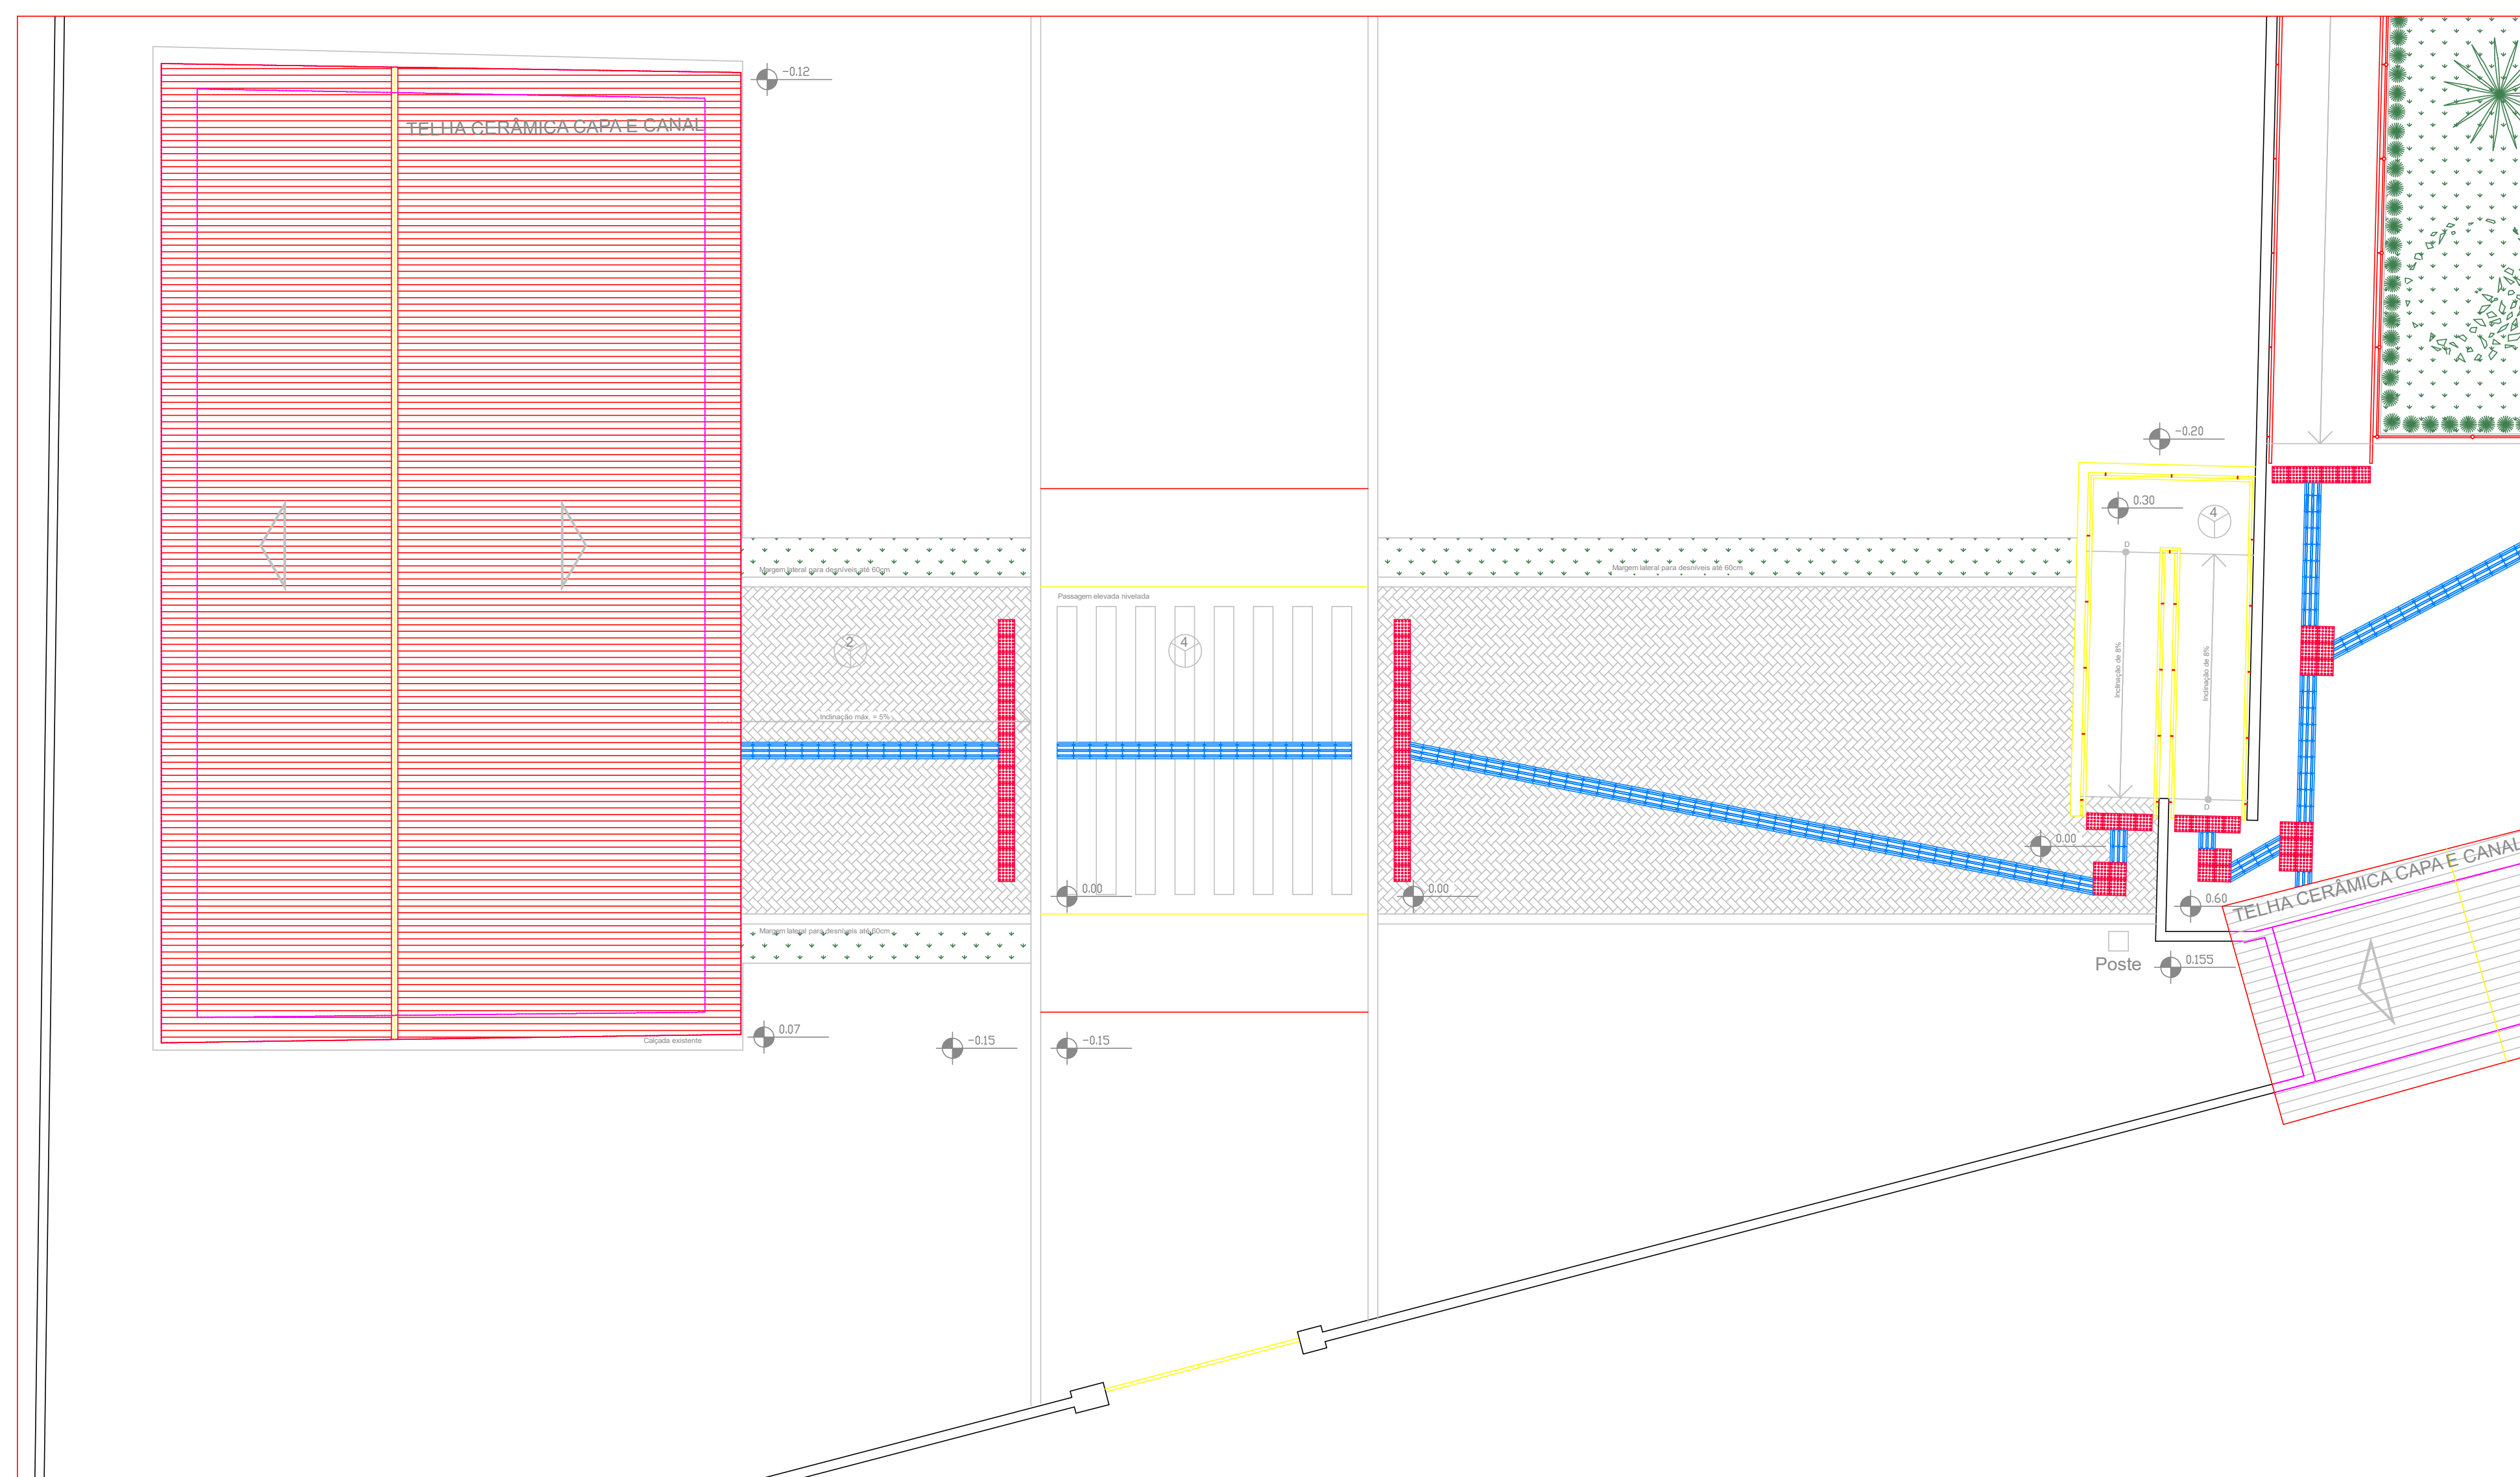 -0.12
TELHA CERÂMICA CAPA E CANAL
-0.20
0.30
4
D
Margem lateral para desníveis até 60cm
Margem lateral para desníveis até 60cm
Passagem elevada nivelada
2
4
Inclinação de 8%
Inclinação de 8%
Inclinação máx. = 5%
D
0.00
TELHA CERÂMICA CAPA E CANAL
0.00
0.00
0.60
Margem lateral para desníveis até 60cm
Poste
0.155
0.07
Calçada existente
-0.15
-0.15